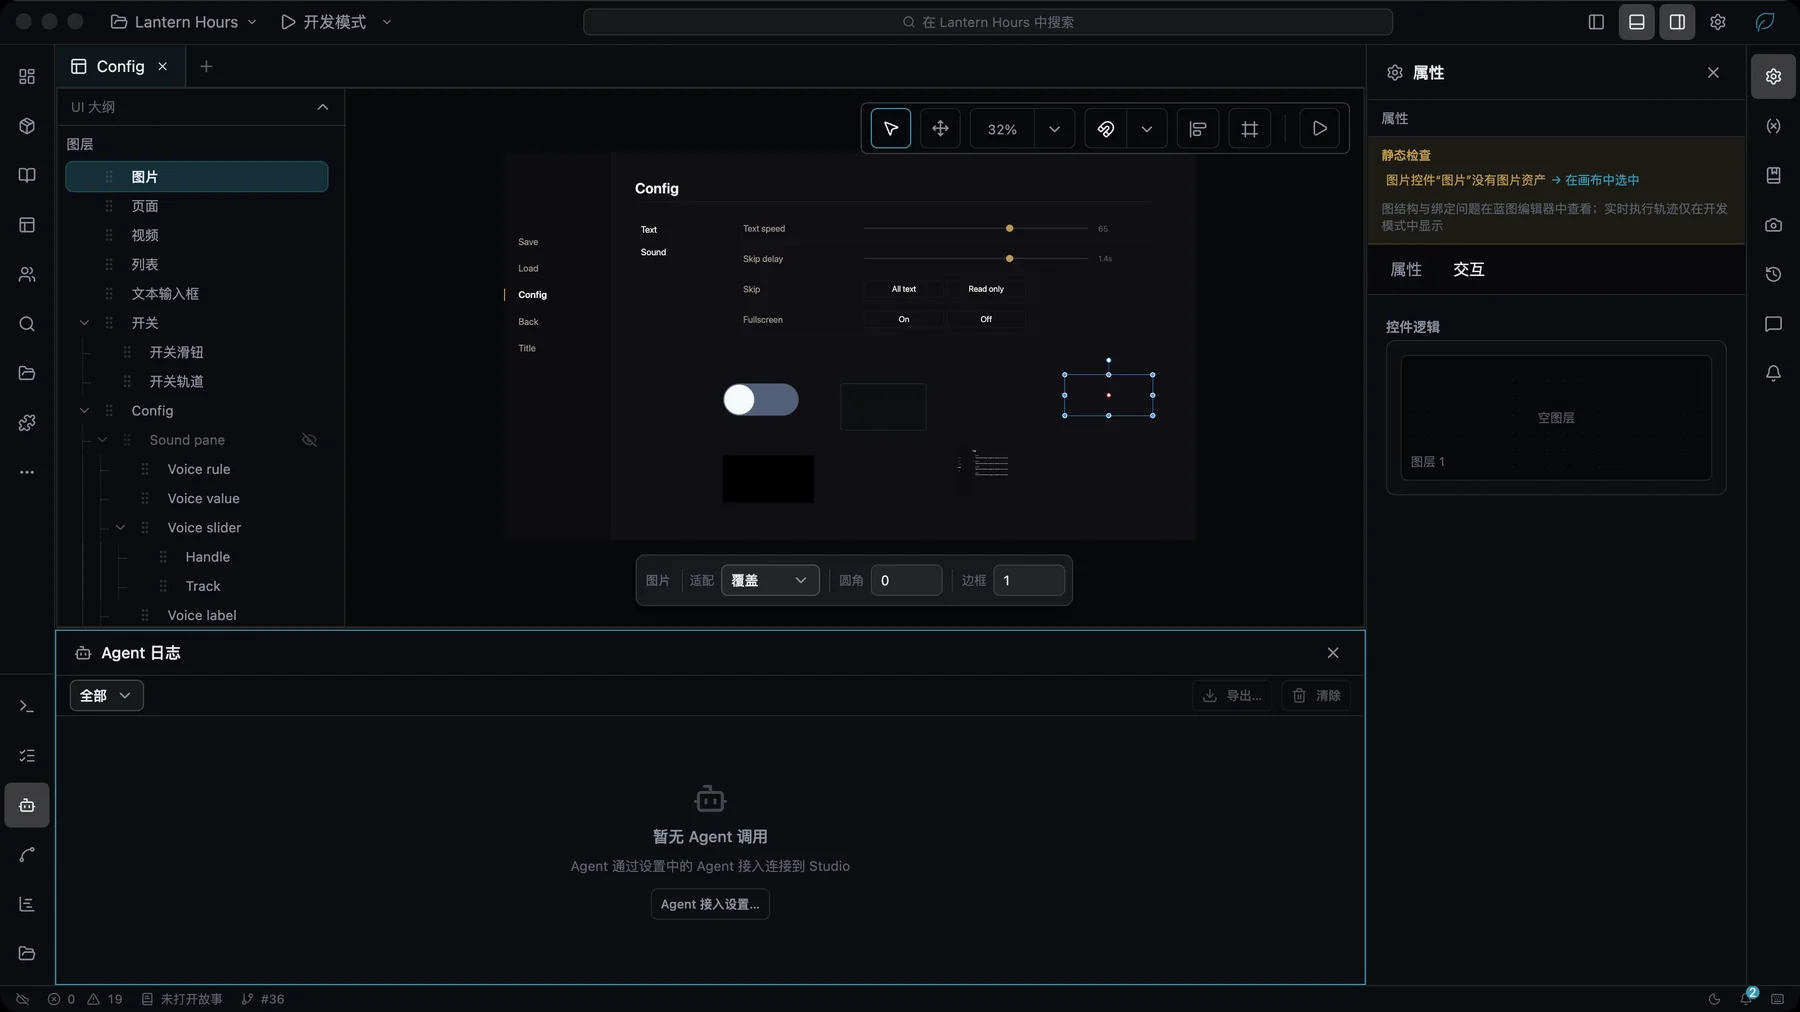 Lantern Hours
开发模式
在 Lantern Hours 中搜索
Config
UI 大纲
图层
图片
页面
视频
列表
文本输入框
开关
开关滑钮
开关轨道
Config
Sound pane
Voice rule
Voice value
Voice slider
Handle
Track
Voice label
32%
Config
Save
Load
Config
Back
Title
Text
Sound
Text speed
65
Skip delay
1.4s
Skip
All text
Read only
Fullscreen
On
Off
图片
适配
覆盖
圆角
0
边框
1
属性
属性
静态检查
图片控件“图片”没有图片资产 → 在画布中选中
图结构与绑定问题在蓝图编辑器中查看；实时执行轨迹仅在开发
模式中显示
属性
交互
控件逻辑
空图层
图层 1
Agent 日志
全部
导出...
清除
暂无 Agent 调用
Agent 通过设置中的 Agent 接入连接到 Studio
Agent 接入设置...
0
19
未打开故事
#36
2